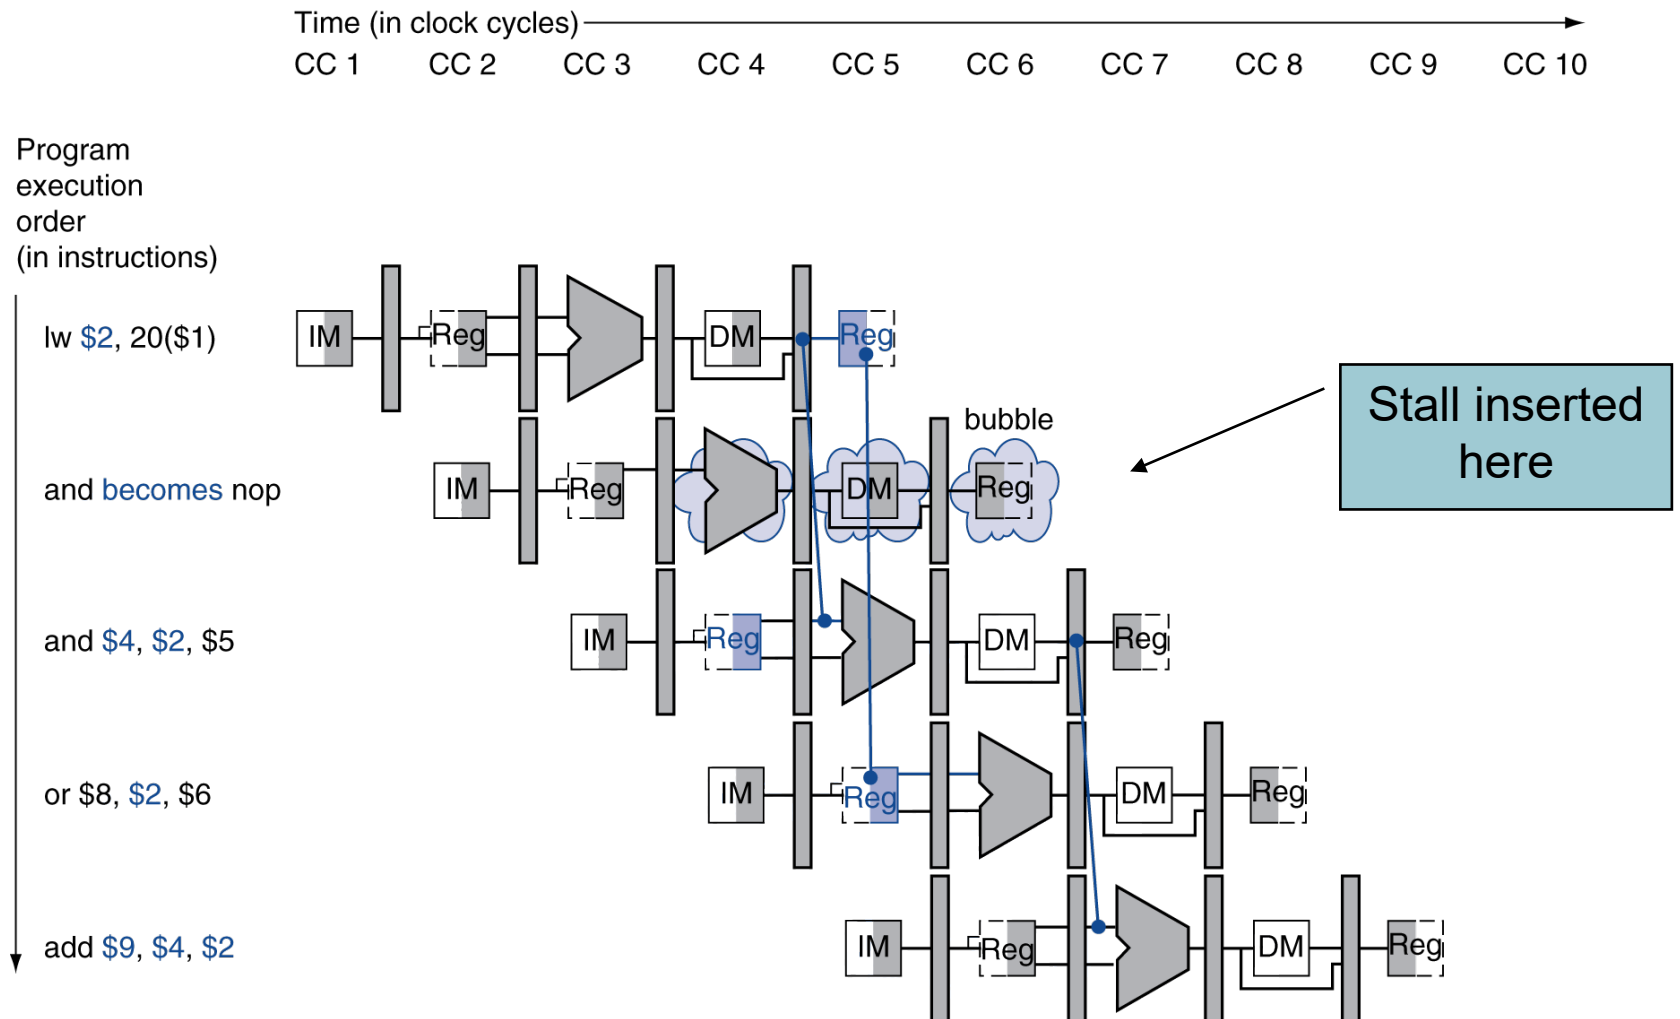 Time (in clock cycles)
CC 1 CC 2 CC 3 CC 4 CC 5 CC 6 CC 7 CC 8 CC 9 CC 10
Program
execution
order
(in instructions)
lw $2, 20($1) IM Reg DM Reg
bubble
Stall inserted
here
and becomes nop IM Reg DM Reg
and $4, $2, $5 IM Reg DM Reg
or $8, $2, $6 IM Reg DM Reg
add $9, $4, $2 IM Reg DM Reg